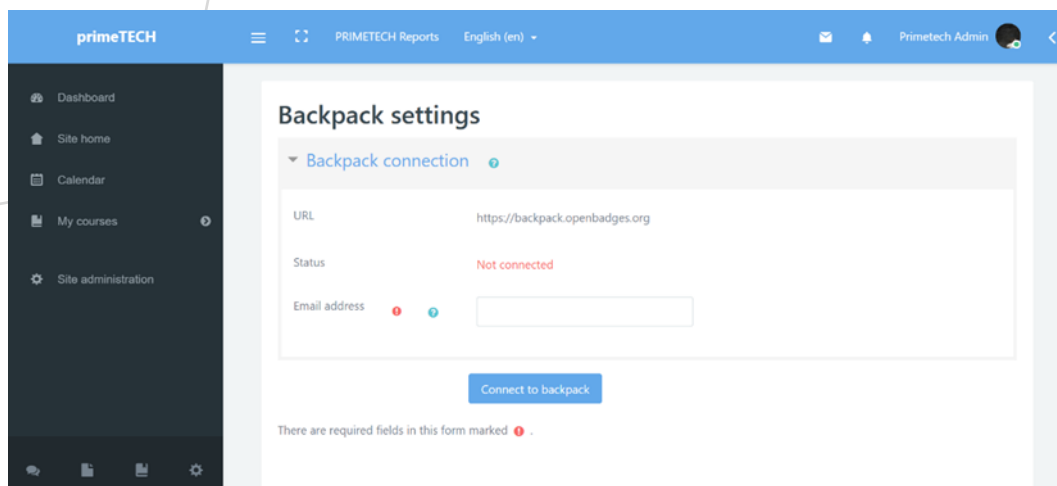 primeTECH
PRIMETECH Reports English (en)
Primetech Admin
Dashboard
Site home
Calendar
My courses
Site administration
Backpack settings
Backpack connection
URL https://backpack.openbadges.org
Status Not connected
Email address
Connect to backpack
There are required fields in this form marked .